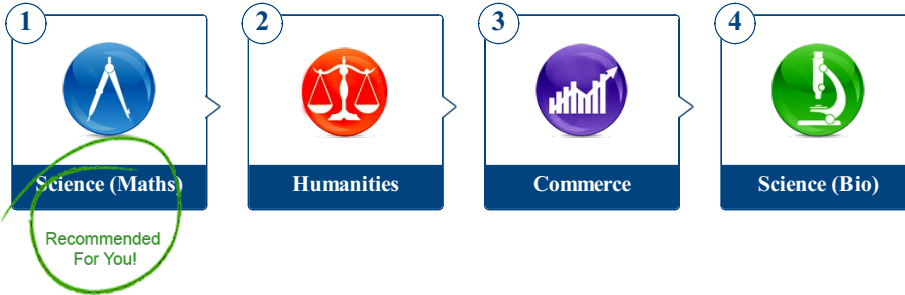 1
2
3
4
Science (Maths)
Humanities
Commerce
Science (Bio)
Recommended
For You!